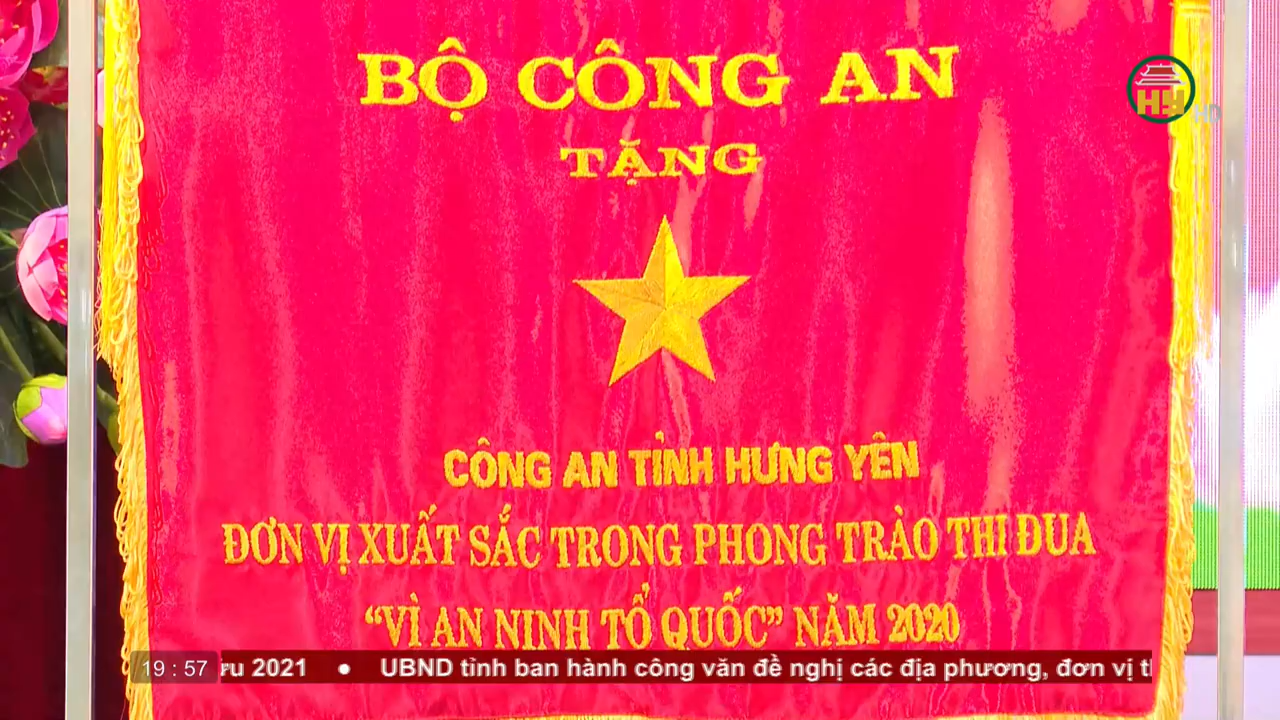 BỘ CÔNG AN
HY HD
TẶNG
CÔNG AN TỈNH HƯNG YÊN
ĐƠN VỊ XUẤT SẮC TRONG PHONG TRÀO THI ĐUA
“VÌ AN NINH TỔ QUỐC” NĂM 2020
19 : 57 2021 • UBND tỉnh ban hành công văn đề nghị các địa phương, đơn vị